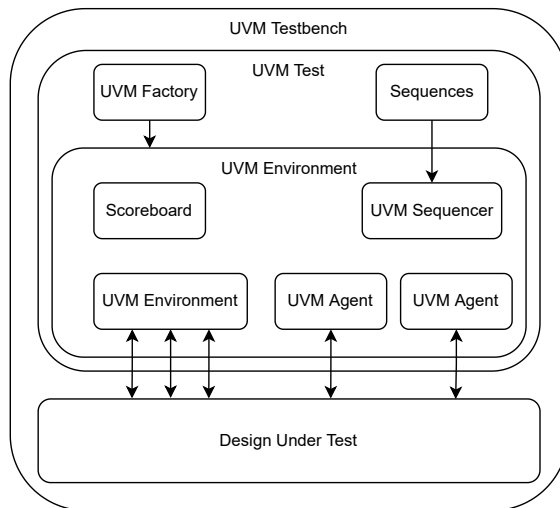 UVM Testbench
UVM Test
UVM Factory
Sequences
UVM Environment
Scoreboard
UVM Sequencer
UVM Environment
UVM Agent
UVM Agent
Design Under Test